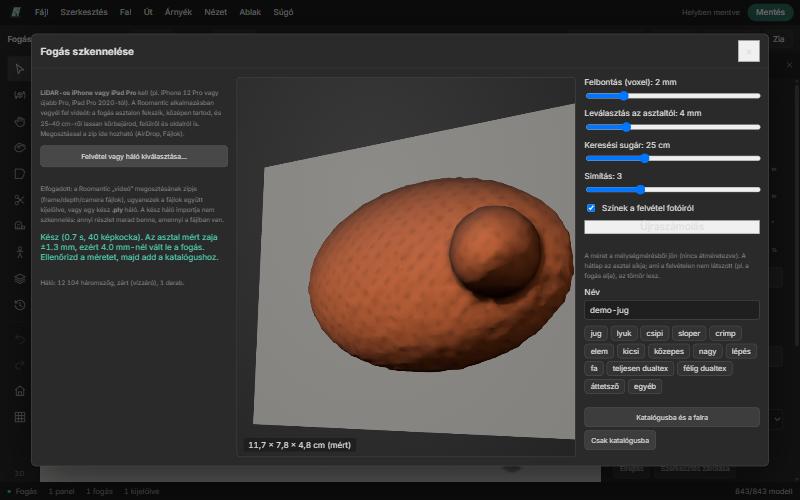 Fájl Szerkesztés Fal Út Árnyék Nézet Ablak Súgó
Helyben mentve
Mentés
Fogás szkennelése
LiDAR-os iPhone vagy iPad Pro kell (pl. iPhone 12 Pro vagy
újabb Pro, iPad Pro 2020-tól). A Roomantic alkalmazásban
vegyél fel videót: a fogás asztalon fekszik, középen tartod, és
25–40 cm-ről lassan körbejárod, felülről és oldalról is.
Megosztással a zip ide hozható (AirDrop, Fájlok).
Felvétel vagy háló kiválasztása...
Elfogadott: a Roomantic „videó" megosztásának zipje
(frame/depth/camera fájlok), ugyanezek a fájlok együtt
kijelölve, vagy egy kész .ply háló. A kész háló importja nem
szkennelés: annyi részlet marad benne, amennyi a fájlban van.
Kész (0.7 s, 40 képkocka). Az asztal mért zaja
±1.3 mm, ezért 4.0 mm-nél vált le a fogás.
Ellenőrizd a méretet, majd add a katalógushoz.
Háló: 12 104 háromszög, zárt (vízzáró), 1 darab.
11,7 × 7,8 × 4,8 cm (mért)
Felbontás (voxel): 2 mm
Leválasztás az asztaltól: 4 mm
Keresési sugár: 25 cm
Simítás: 3
Színek a felvétel fotóiról
Újraszámolás
A méret a mélységmérésből jön (nincs átméretezve). A
hátlap az asztal síkja; ami a felvételen nem látszott (pl. a
fogás alja), az tömör lesz.
Név
demo-jug
jug lyuk csipi sloper crimp
elem kicsi közepes nagy lépés
fa teljesen dualtex félig dualtex
áttetsző egyéb
Katalógusba és a falra
Csak katalógusba
3D
Elrejtés Szerkesztés lezárása
Fogás 1 panel 1 fogás 1 kijelölve
843/843 modell